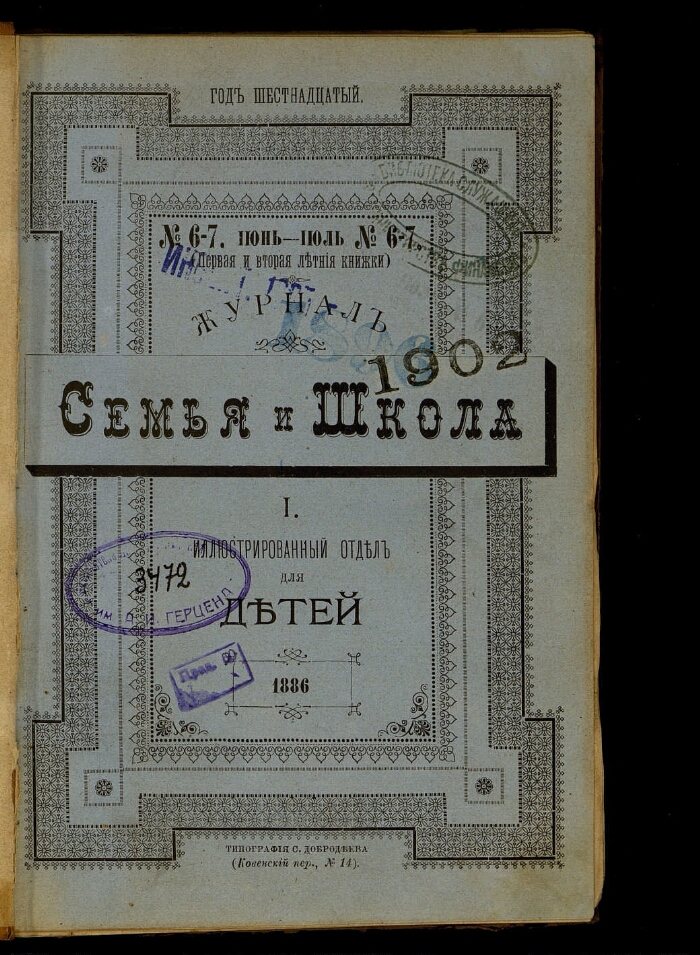 ГОДЪ ШЕСТНАДЦАТЫЙ.
№ 6-7. ІЮНЬ—ІЮЛЬ № 6-7.
(Первая и вторая лѣтнія книжки)
ЖУРНАЛЪ
1902
СЕМЬЯ и ШКОЛА
I.
ИЛЛЮСТРИРОВАННЫЙ ОТДѢЛЪ
ДЛЯ
ДѢТЕЙ
3472
ГЕРЦЕНА
1886
ТИПОГРАФІЯ С. ДОБРОДѢЕВА
(Ковенскій пер., № 14).